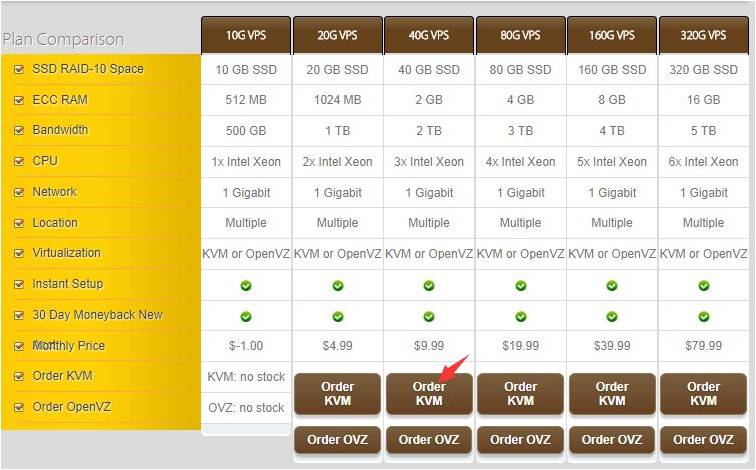 Plan Comparison 10G VPS 20G VPS 40G VPS 80G VPS 160G VPS 320G VPS
SSD RAID-10 Space 10 GB SSD 20 GB SSD 40 GB SSD 80 GB SSD 160 GB SSD 320 GB SSD
ECC RAM 512 MB 1024 MB 2 GB 4 GB 8 GB 16 GB
Bandwidth 500 GB 1 TB 2 TB 3 TB 4 TB 5 TB
CPU 1x Intel Xeon 2x Intel Xeon 3x Intel Xeon 4x Intel Xeon 5x Intel Xeon 6x Intel Xeon
Network 1 Gigabit 1 Gigabit 1 Gigabit 1 Gigabit 1 Gigabit 1 Gigabit
Location Multiple Multiple Multiple Multiple Multiple Multiple
Virtualization KVM or OpenVZ KVM or OpenVZ KVM or OpenVZ KVM or OpenVZ KVM or OpenVZ KVM or OpenVZ
Instant Setup
30 Day Moneyback New
Monthly Price $-1.00 $4.99 $9.99 $19.99 $39.99 $79.99
Order KVM KVM: no stock Order KVM Order KVM Order KVM Order KVM Order KVM
Order OpenVZ OVZ: no stock Order OVZ Order OVZ Order OVZ Order OVZ Order OVZ